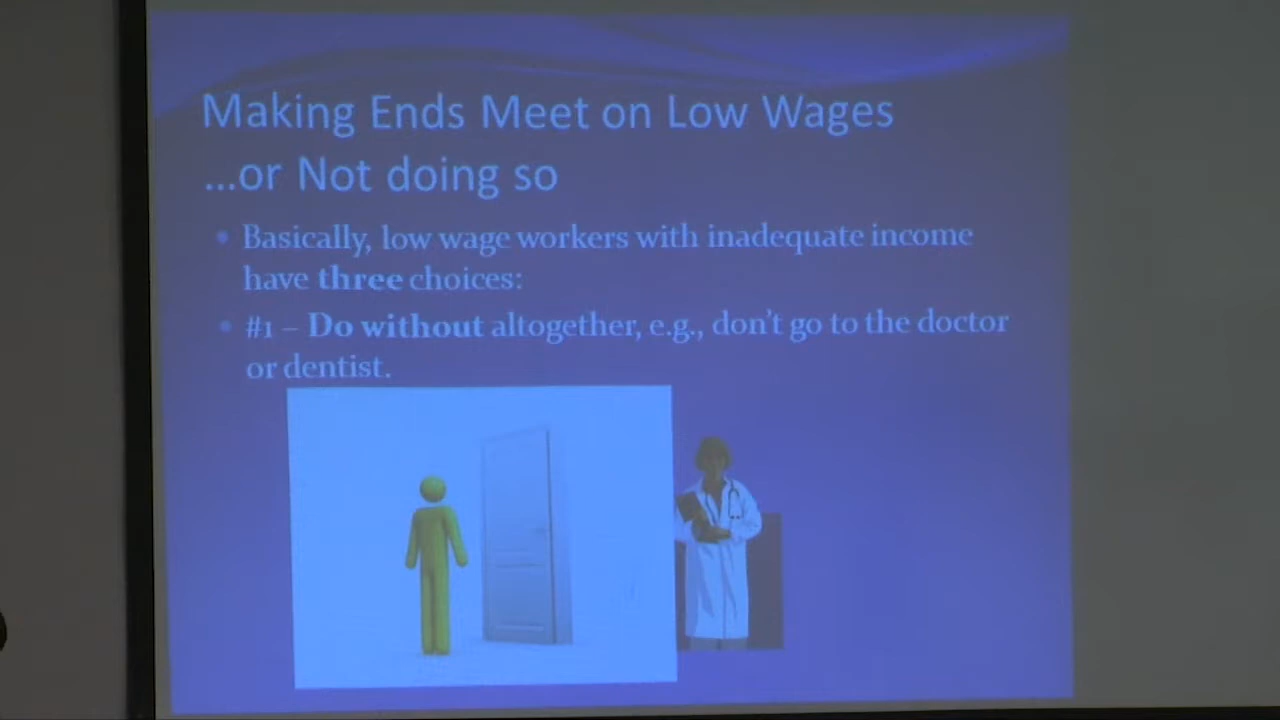 Making Ends Meet on Low Wages
...or Not doing so
• Basically, low wage workers with inadequate income
have three choices:
• #1 – Do without altogether, e.g., don't go to the doctor
or dentist.